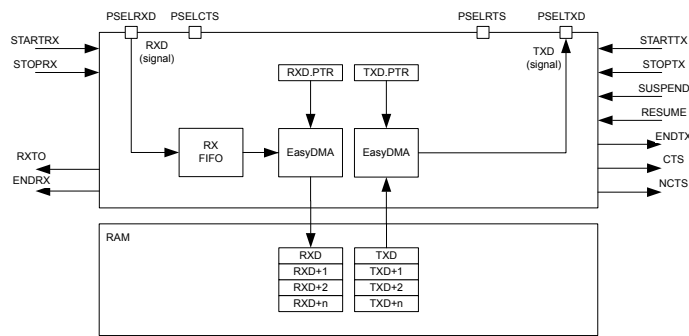 PSELRXD PSELCTS PSELRTS PSELTXD
STARTRX
STOPRX
RXD
(signal)
RXD.PTR
TXD.PTR
TXD
(signal)
STARTTX
STOPTX
SUSPEND
RESUME
RX
FIFO
EasyDMA
EasyDMA
RXTO
ENDRX
ENDTX
CTS
NCTS
RAM
RXD
RXD+1
RXD+2
RXD+n
TXD
TXD+1
TXD+2
TXD+n